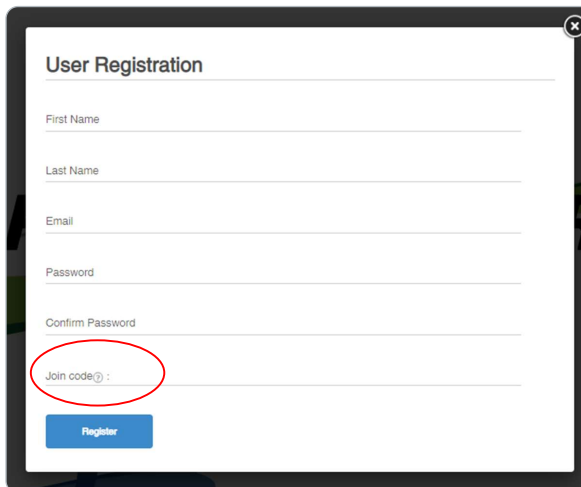 User Registration
First Name
Last Name
Email
Password
Confirm Password
Join code? :
Register